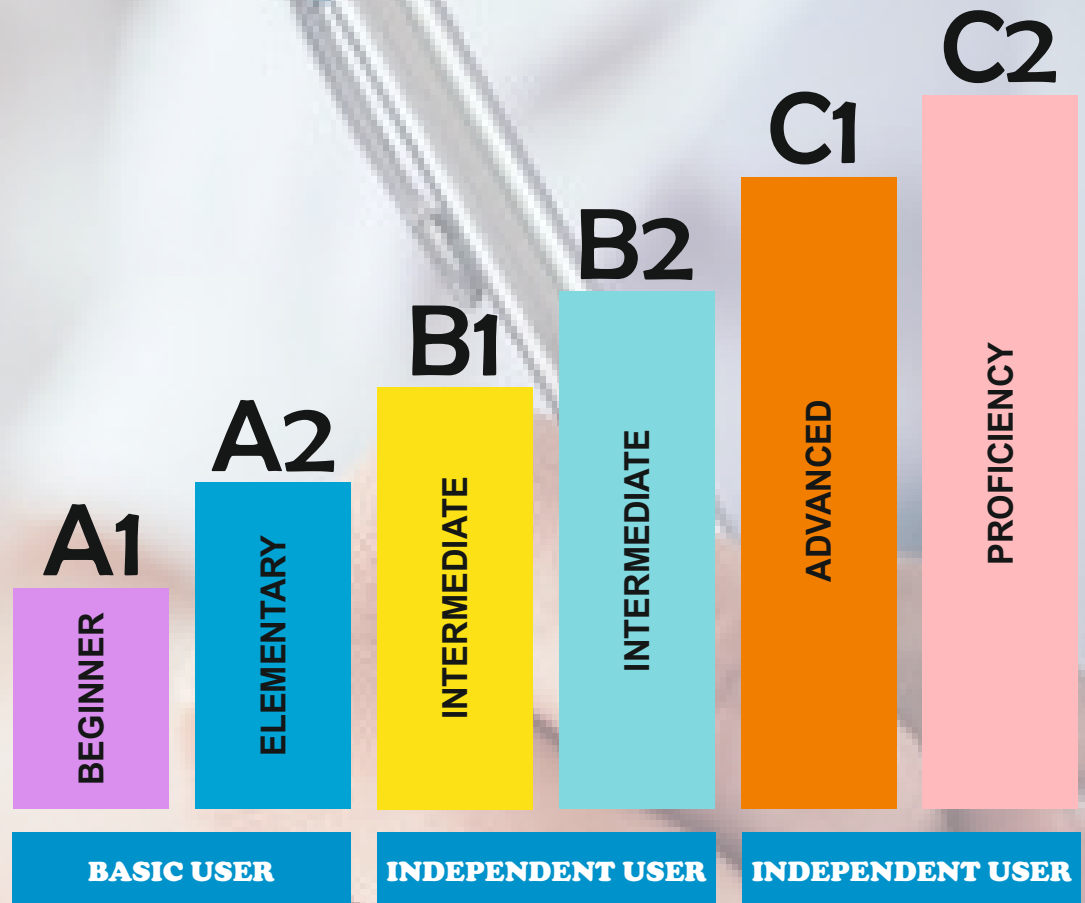 A1
BEGINNER
A2
ELEMENTARY
B1
INTERMEDIATE
B2
INTERMEDIATE
C1
ADVANCED
C2
PROFICIENCY
BASIC USER
INDEPENDENT USER
INDEPENDENT USER